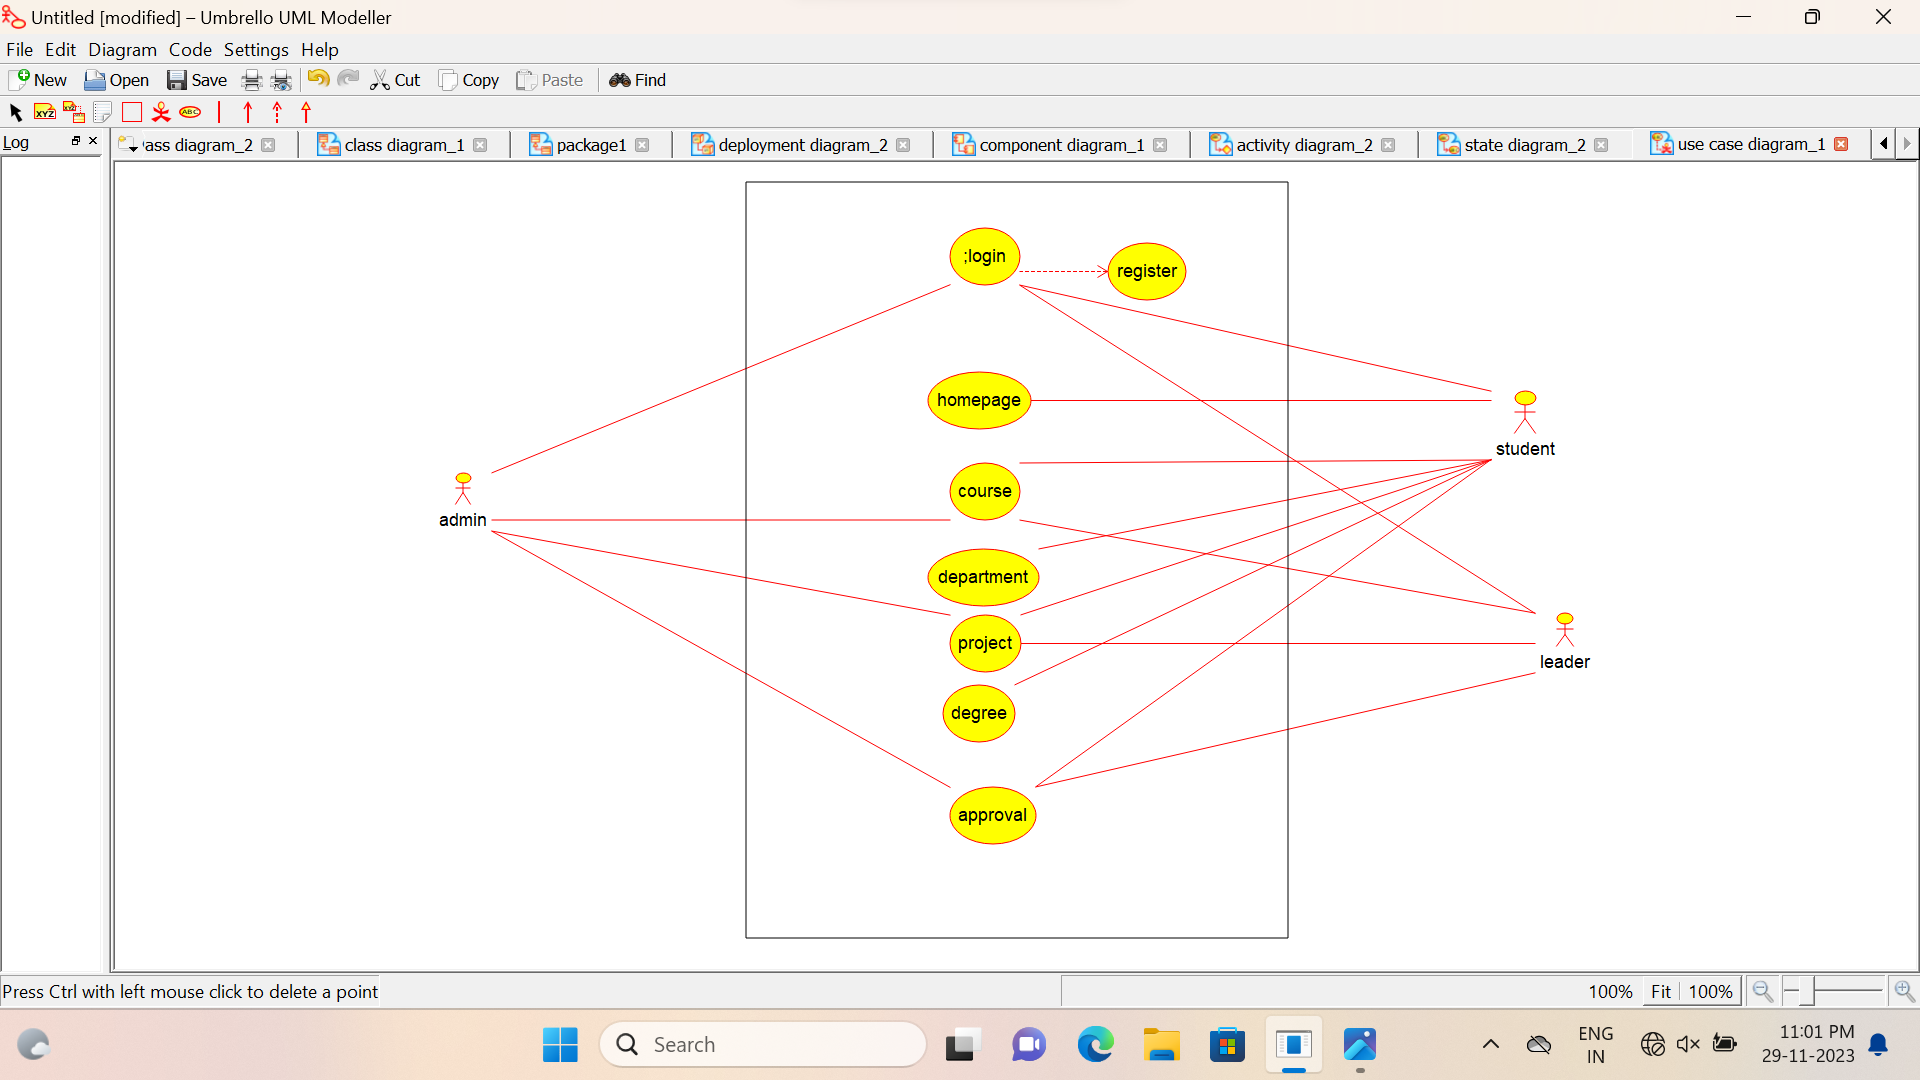 Untitled [modified] – Umbrello UML Modeller
File Edit Diagram Code Settings Help
New Open Save Cut Copy Paste Find
XYZ XYZ ABC
Log
ass diagram_2 class diagram_1 package1 deployment diagram_2 component diagram_1 activity diagram_2 state diagram_2 use case diagram_1
;login
register
homepage
student
course
admin
department
project
leader
degree
approval
Press Ctrl with left mouse click to delete a point
100% Fit 100%
Search
ENG
IN
11:01 PM
29-11-2023